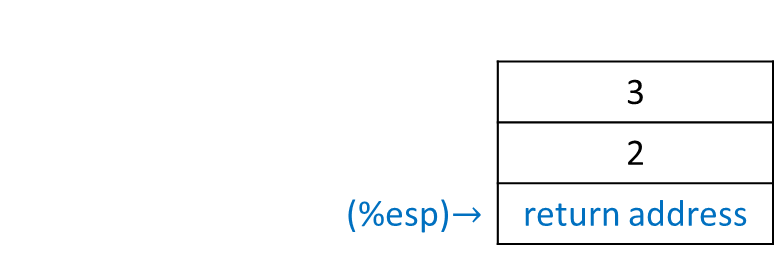 3
2
(%esp)→ return address